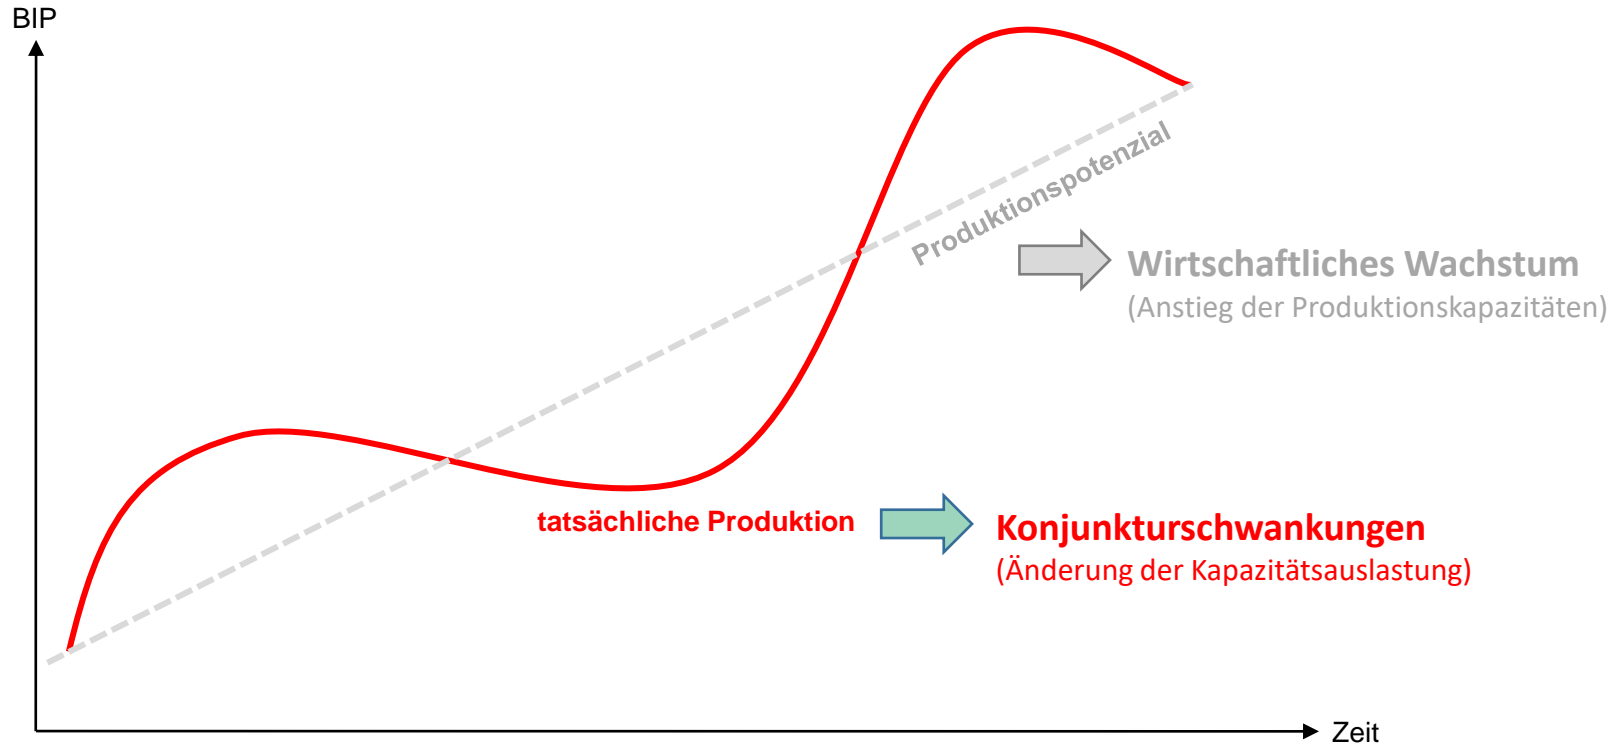 BIP
Produktionspotenzial
Wirtschaftliches Wachstum
(Anstieg der Produktionskapazitäten)
tatsächliche Produktion
Konjunkturschwankungen
(Änderung der Kapazitätsauslastung)
Zeit